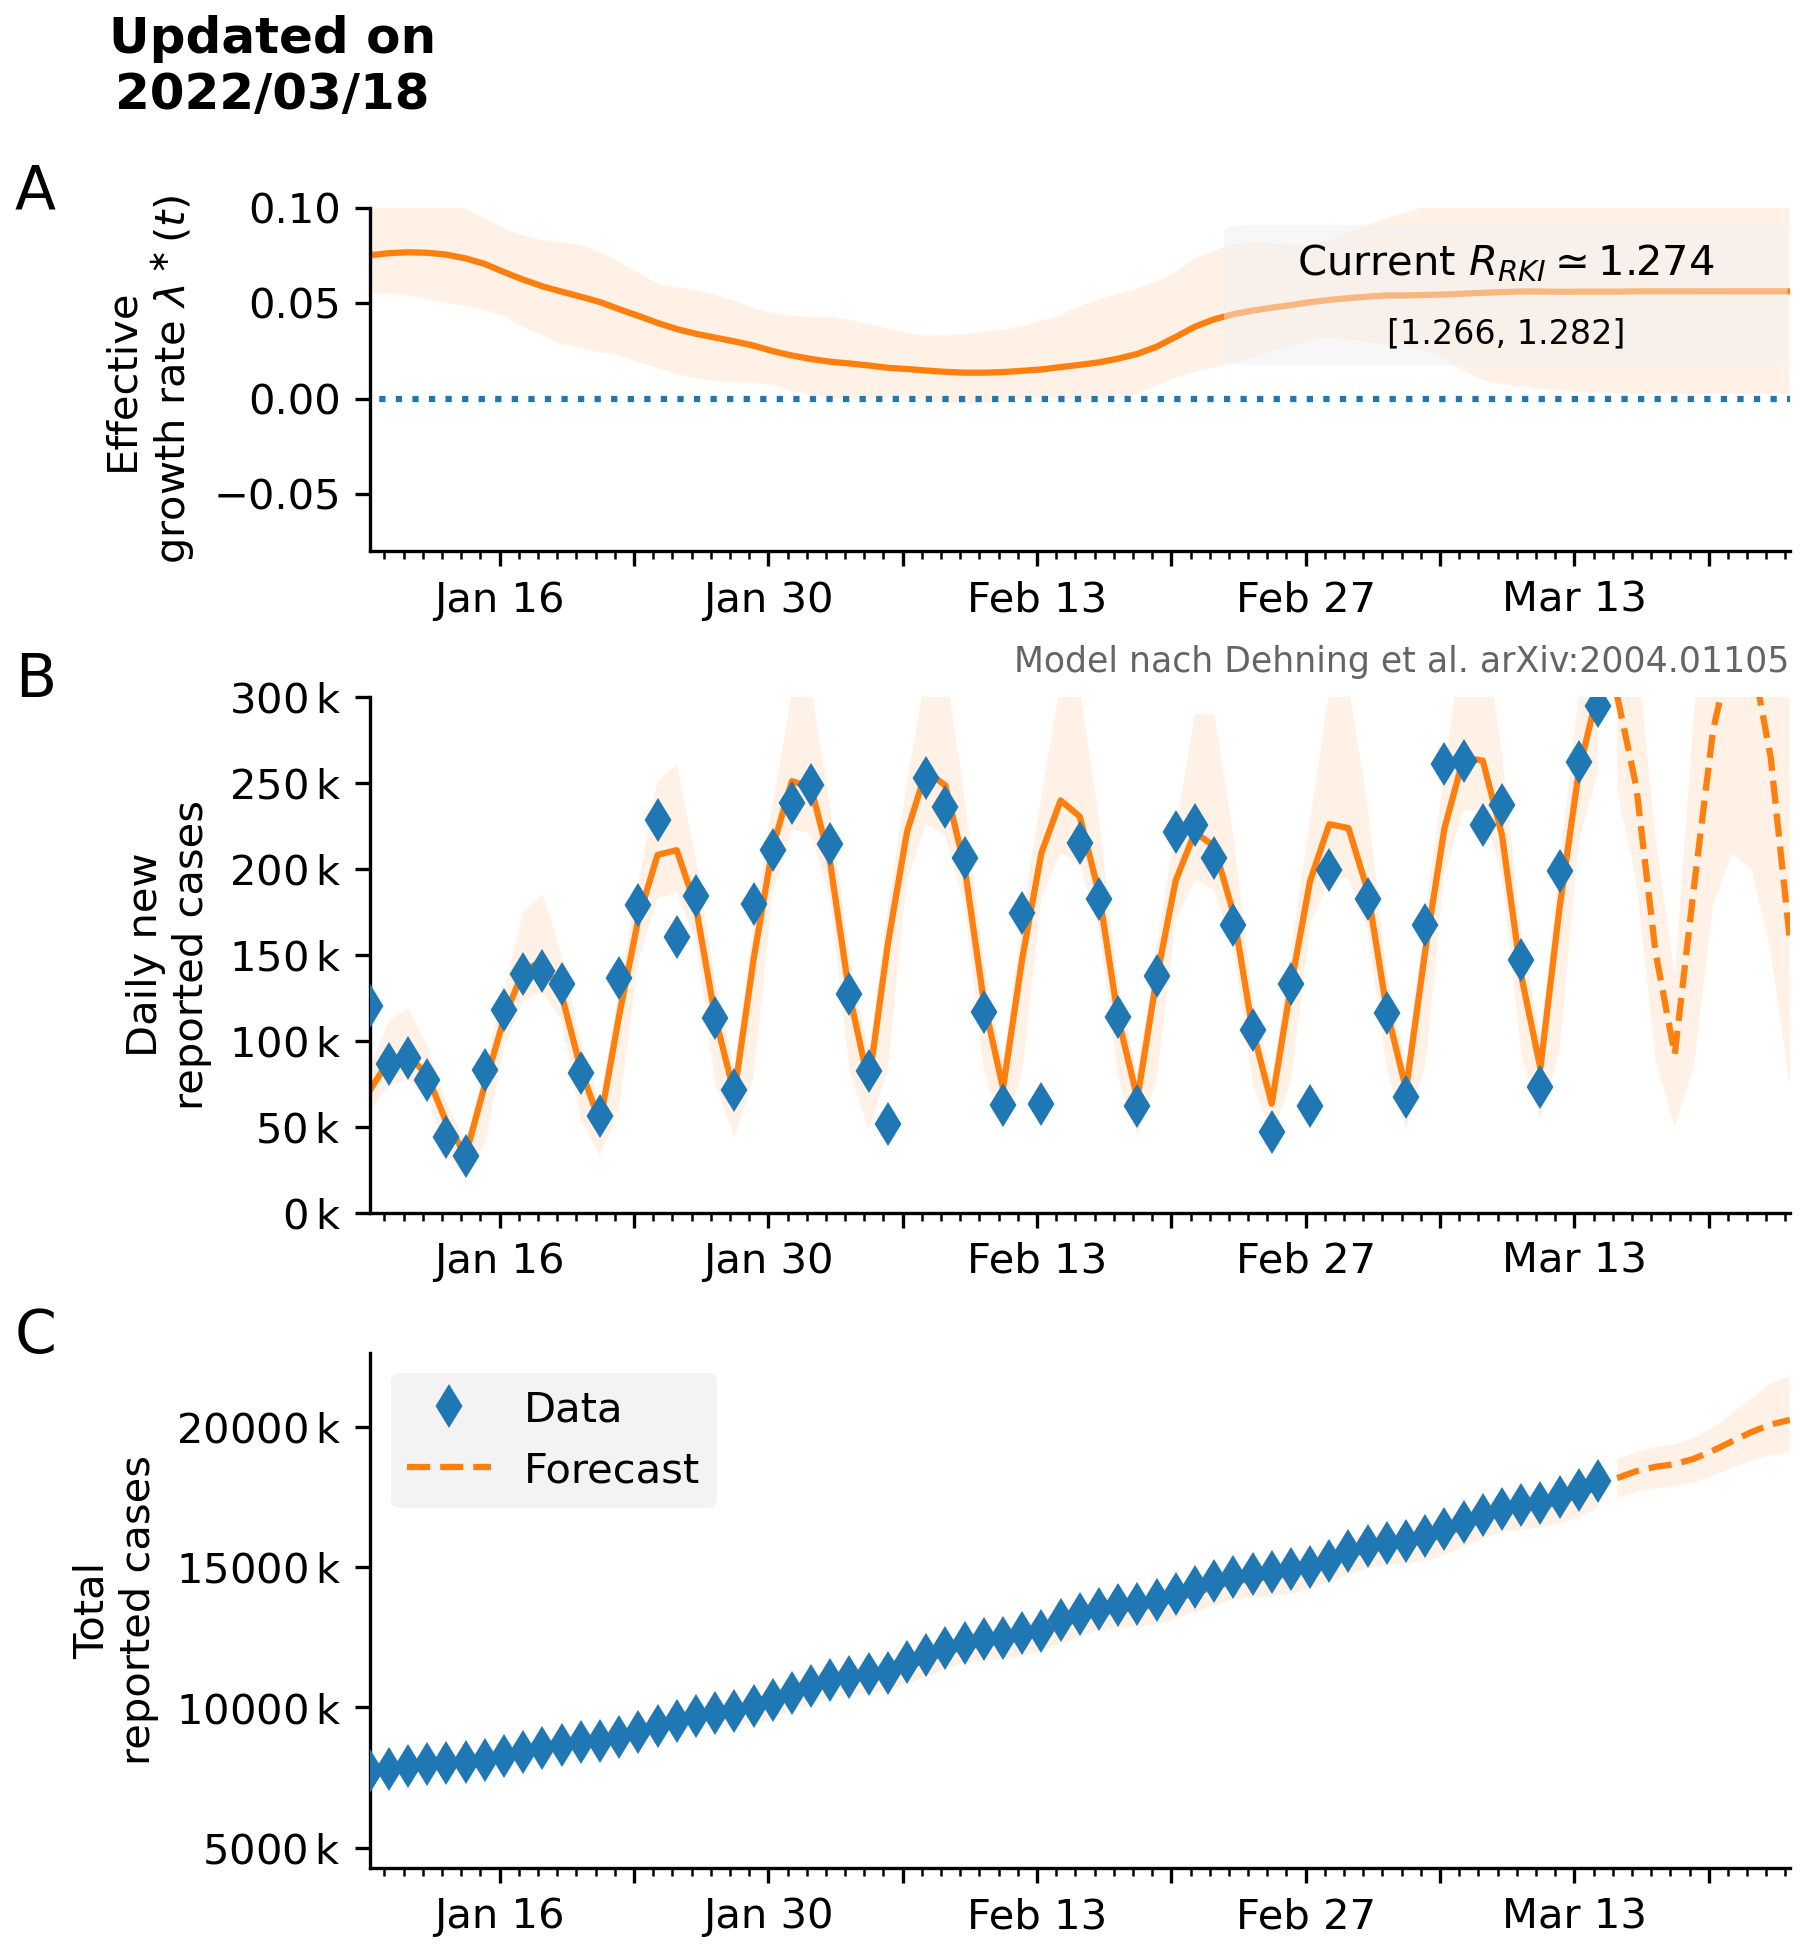 Updated on
2022/03/18
A
Effective
growth rate λ * (t)
0.10
0.05
0.00
−0.05
Current R_RKI ≃ 1.274
[1.266, 1.282]
Jan 16
Jan 30
Feb 13
Feb 27
Mar 13
Model nach Dehning et al. arXiv:2004.01105
B
Daily new
reported cases
300 k
250 k
200 k
150 k
100 k
50 k
0 k
Jan 16
Jan 30
Feb 13
Feb 27
Mar 13
C
Total
reported cases
20000 k
15000 k
10000 k
5000 k
Data
Forecast
Jan 16
Jan 30
Feb 13
Feb 27
Mar 13